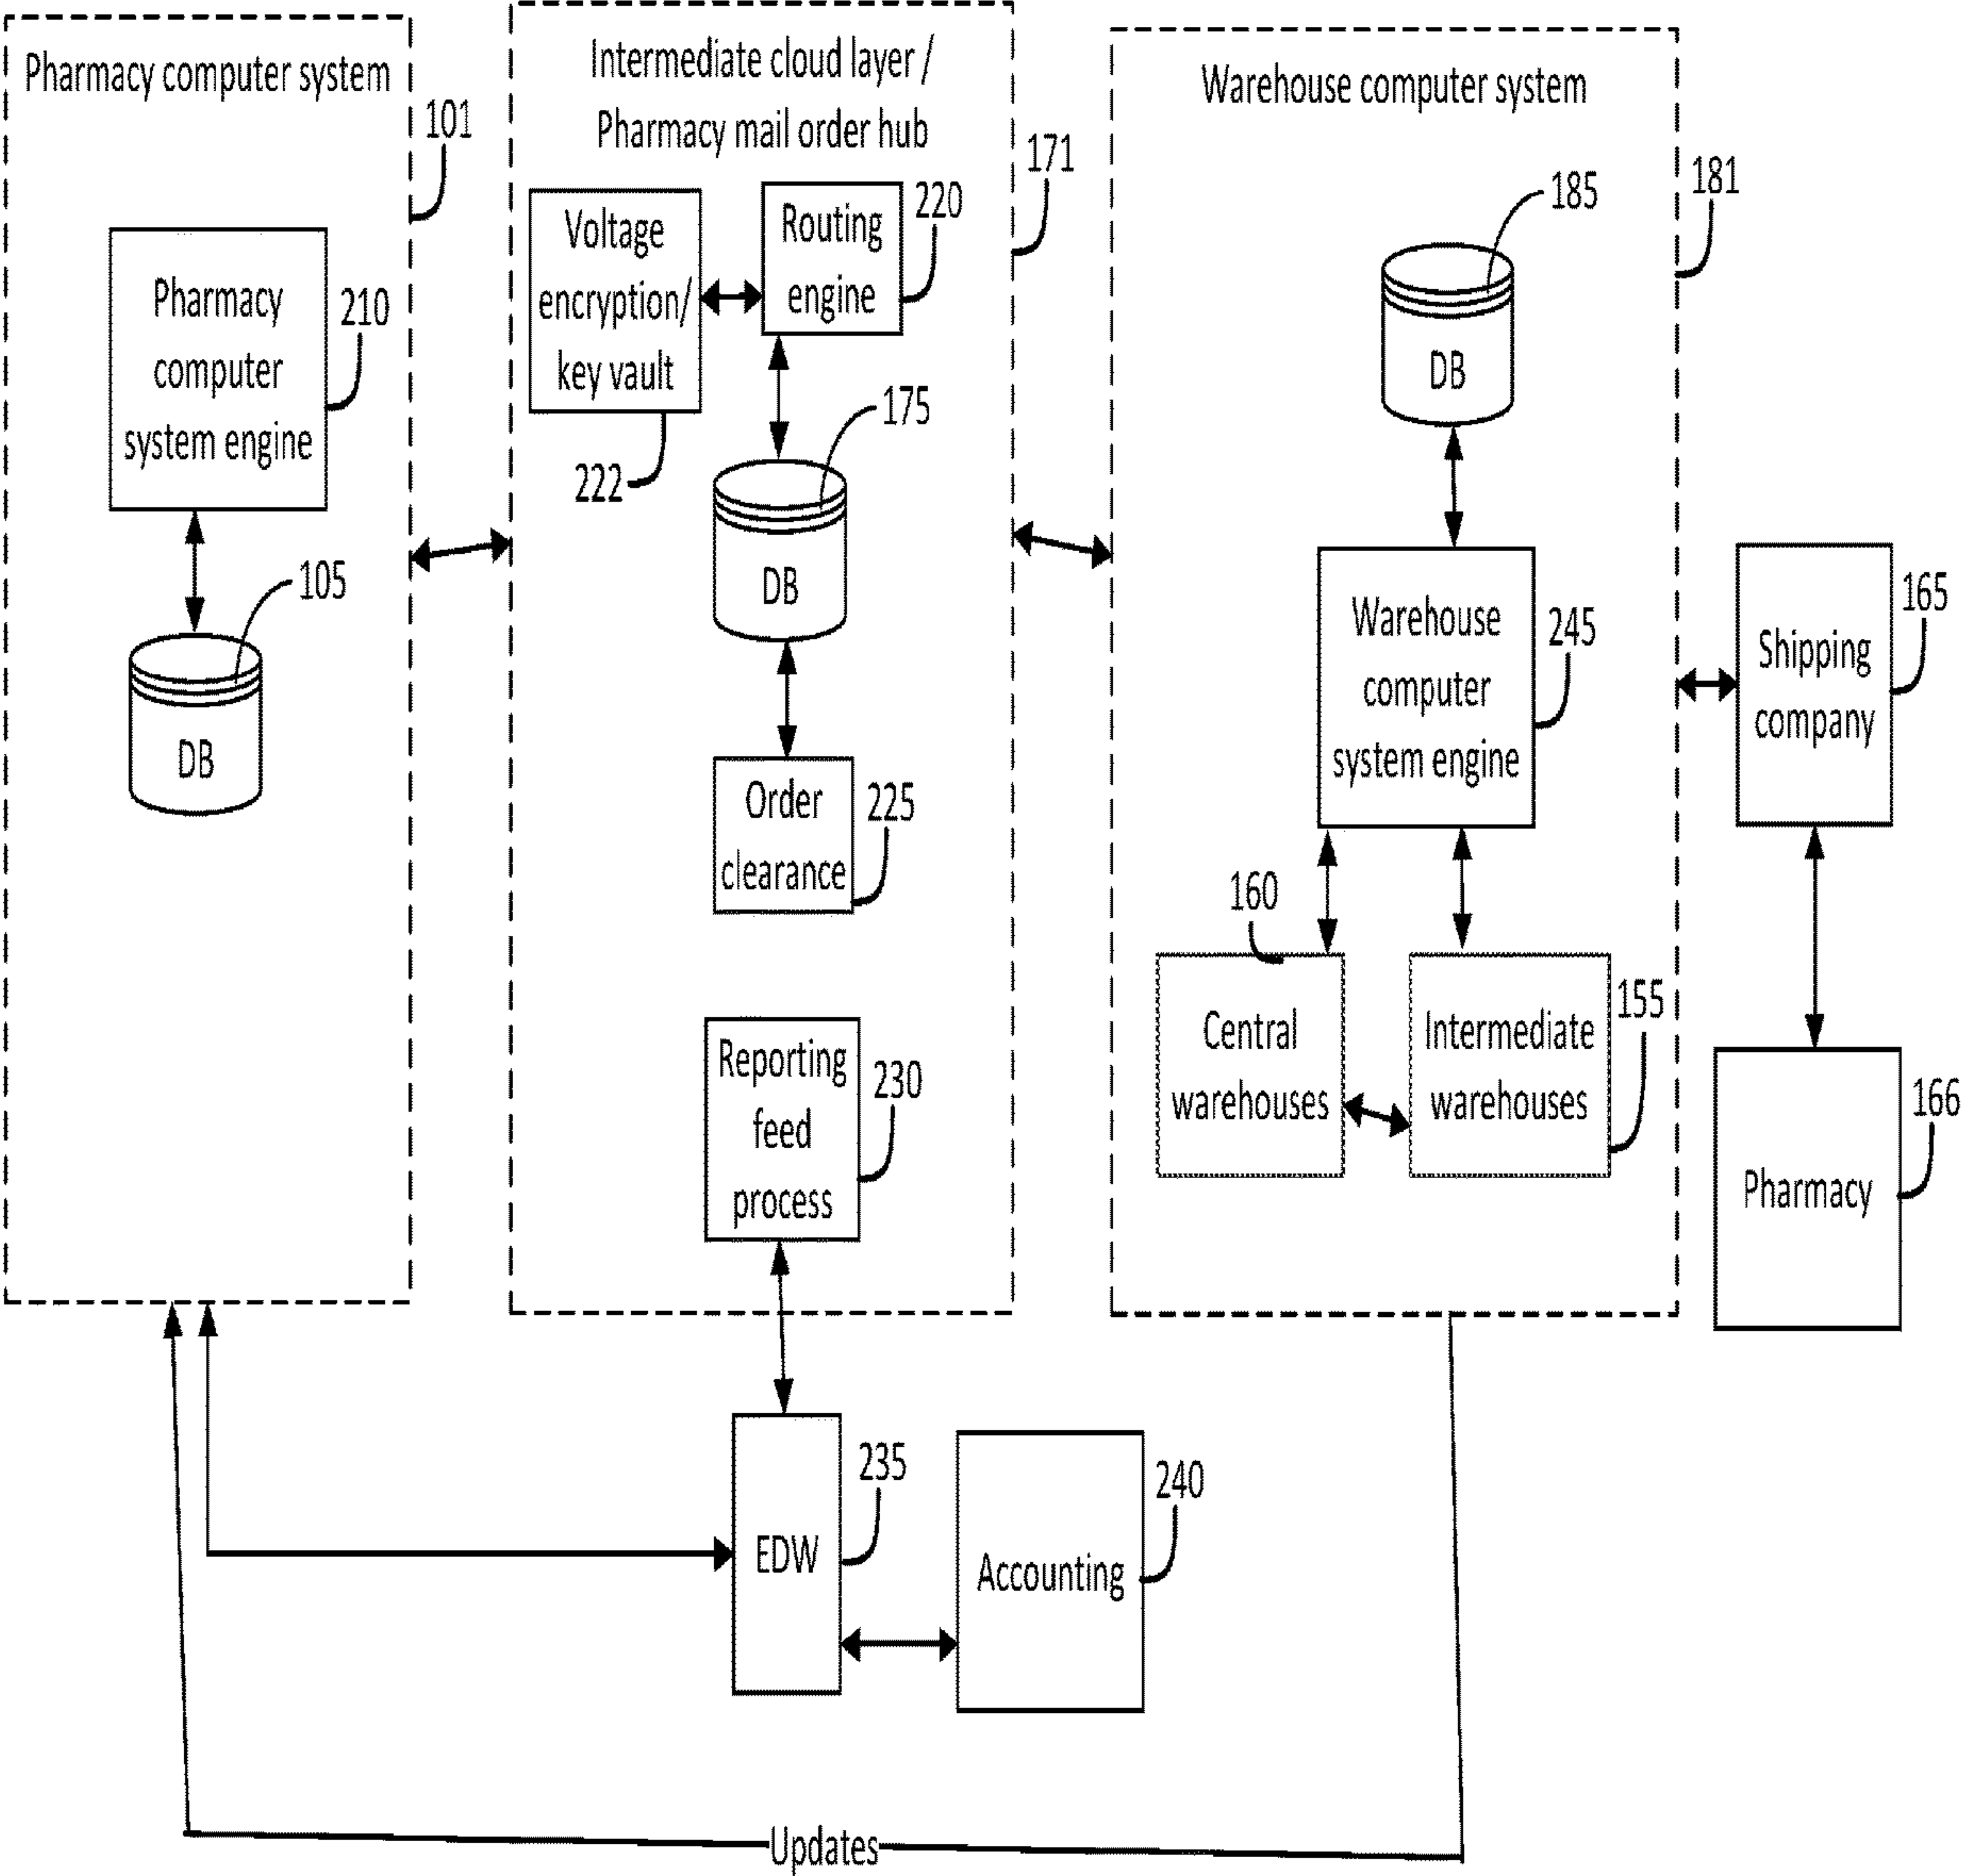 Pharmacy computer system
101
Pharmacy
computer
system engine
210
105
DB
Intermediate cloud layer /
Pharmacy mail order hub
171
Voltage
encryption/
key vault
222
Routing
engine
220
175
DB
Order
clearance
225
Reporting
feed
process
230
Warehouse computer system
181
185
DB
Warehouse
computer
system engine
245
160
Central
warehouses
Intermediate
warehouses
155
Shipping
company
165
Pharmacy
166
EDW
235
Accounting
240
Updates